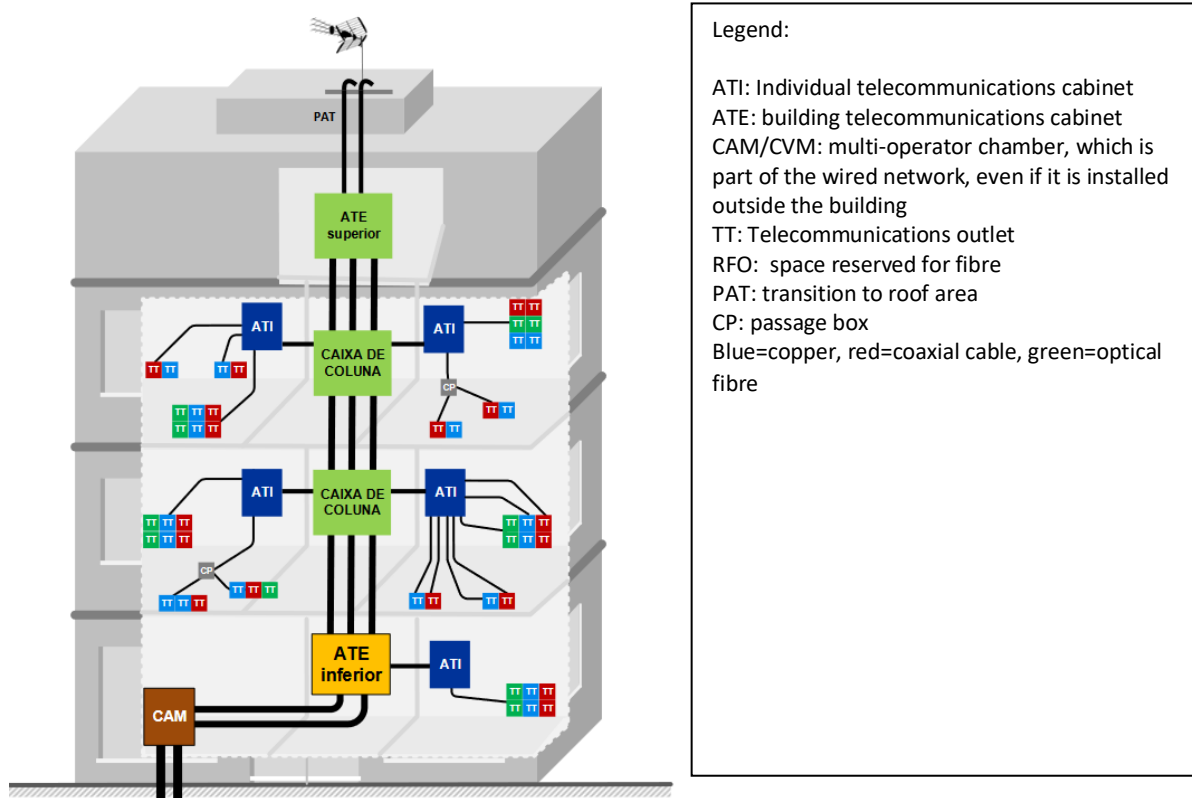 PAT
ATE
superior
ATI
CAIXA DE
COLUNA
ATI
TT TT
TT TT
TT TT
TT TT
TT TT
CP
TT TT TT
TT TT TT
TT TT
TT TT
ATI
CAIXA DE
COLUNA
ATI
TT TT TT
TT TT TT
TT TT TT
TT TT TT
CP
TT TT TT
TT TT TT
TT TT
TT TT
ATE
inferior
ATI
TT TT TT
TT TT TT
CAM
Legend:
ATI: Individual telecommunications cabinet
ATE: building telecommunications cabinet
CAM/CVM: multi-operator chamber, which is
part of the wired network, even if it is installed
outside the building
TT: Telecommunications outlet
RFO: space reserved for fibre
PAT: transition to roof area
CP: passage box
Blue=copper, red=coaxial cable, green=optical
fibre